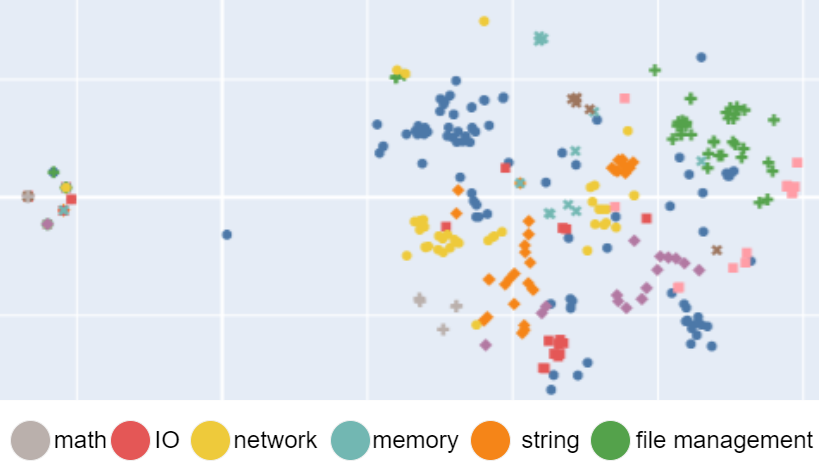 math IO network memory string file management